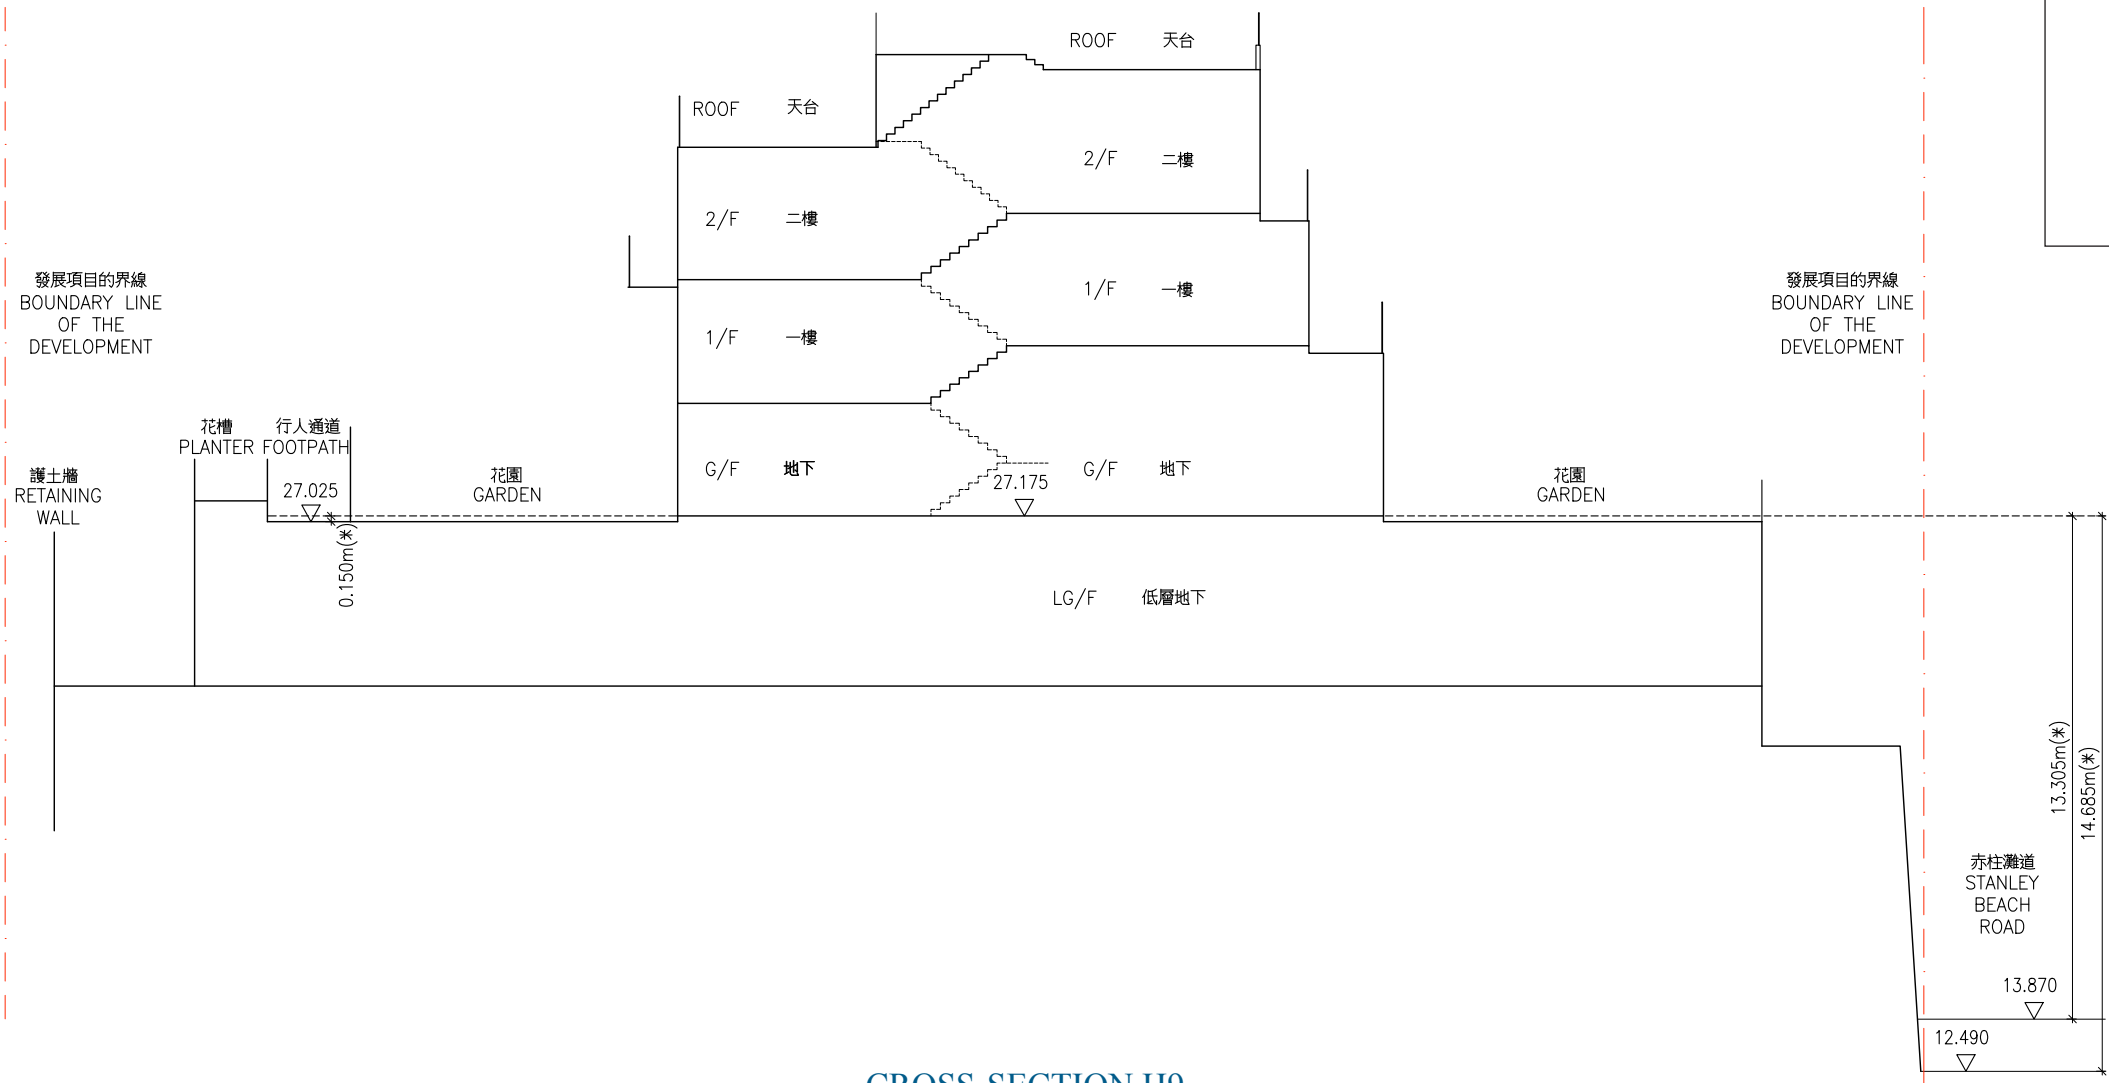 ROOF 天台
ROOF 天台
2/F 二樓
2/F 二樓
1/F 一樓
1/F 一樓
G/F 地下
G/F 地下
27.175
發展項目的界線
BOUNDARY LINE
OF THE
DEVELOPMENT
發展項目的界線
BOUNDARY LINE
OF THE
DEVELOPMENT
花槽
PLANTER
行人通道
FOOTPATH
護土牆
RETAINING
WALL
27.025
0.150m(米)
花園
GARDEN
花園
GARDEN
LG/F 低層地下
13.305m(米)
14.685m(米)
赤柱灘道
STANLEY
BEACH
ROAD
13.870
12.490